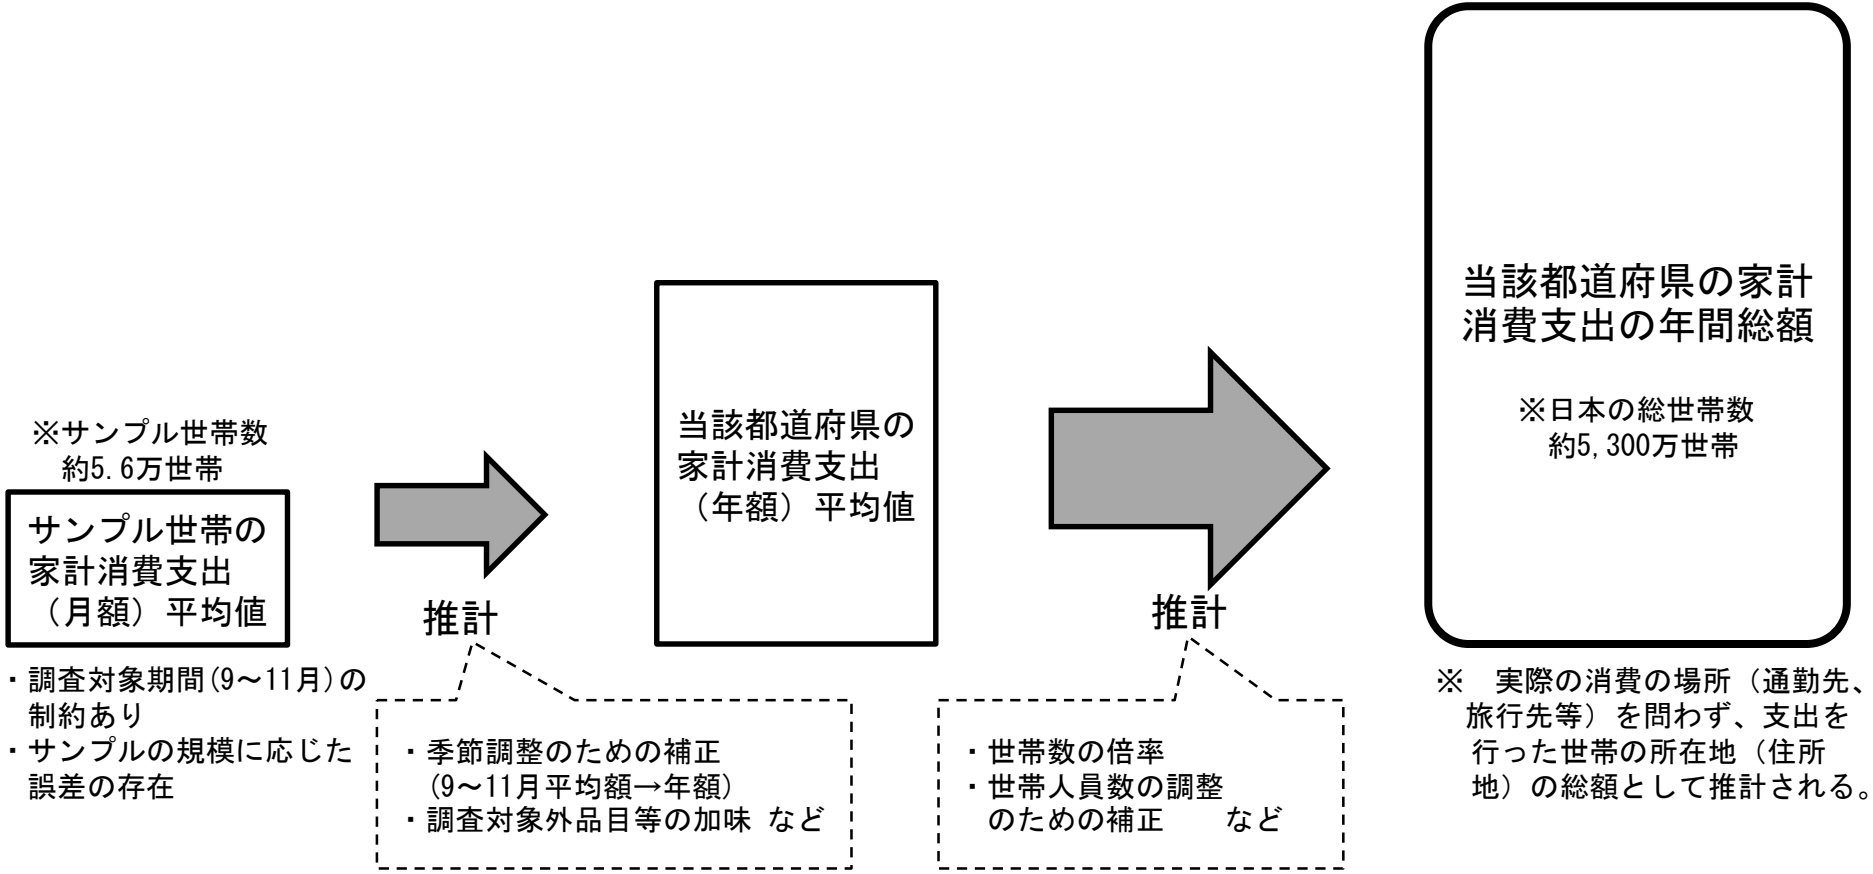 ※サンプル世帯数
約5.6万世帯
サンプル世帯の
家計消費支出
（月額）平均値
・調査対象期間(9～11月)の
制約あり
・サンプルの規模に応じた
誤差の存在
推計
・季節調整のための補正
(9～11月平均額→年額)
・調査対象外品目等の加味 など
当該都道府県の
家計消費支出
（年額）平均値
推計
・世帯数の倍率
・世帯人員数の調整
のための補正　　など
当該都道府県の家計
消費支出の年間総額
※日本の総世帯数
約5,300万世帯
※　実際の消費の場所（通勤先、
旅行先等）を問わず、支出を
行った世帯の所在地（住所
地）の総額として推計される。